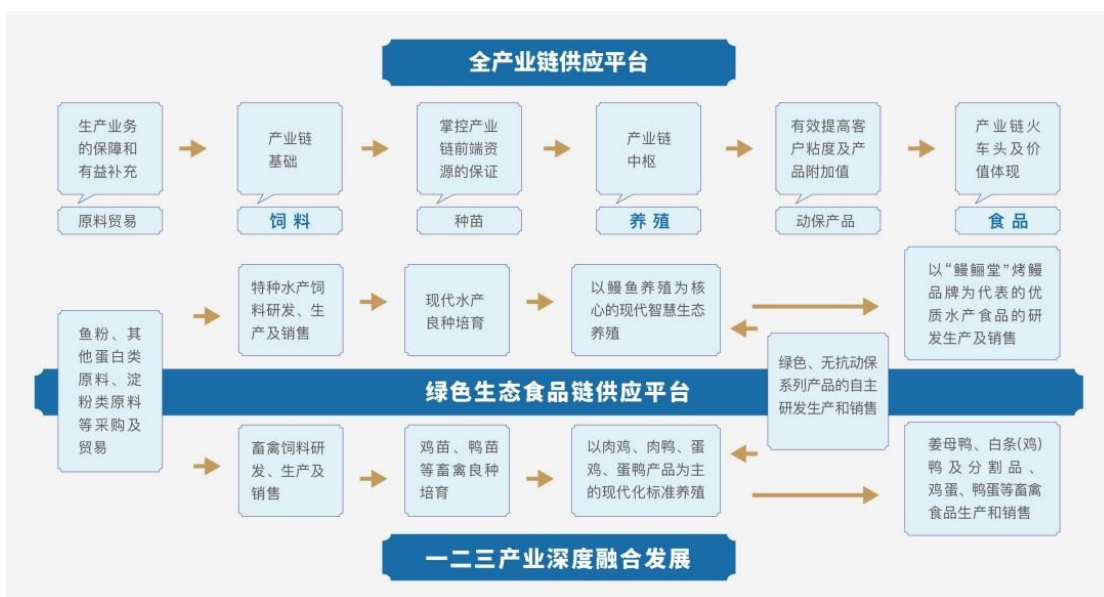 全产业链供应平台
生产业务
的保障和
有益补充
产业链
基础
掌控产业
链前端资
源的保证
产业链
中枢
有效提高客
户粘度及产
品附加值
产业链火
车头及价
值体现
原料贸易
饲料
种苗
养殖
动保产品
食品
鱼粉、其
他蛋白类
原料、淀
粉类原料
等采购及
贸易
特种水产饲
料研发、生
产及销售
现代水产
良种培育
以鳗鱼养殖为核
心的现代智慧生态
养殖
以“鳗鲡堂”烤鳗
品牌为代表的优
质水产食品的研
发生产及销售
绿色生态食品链供应平台
绿色、无抗动保
系列产品的自主
研发生产和销售
畜禽饲料研
发、生产及
销售
鸡苗、鸭苗
等畜禽良种
培育
以肉鸡、肉鸭、蛋
鸡、蛋鸭产品为主
的现代化标准养殖
姜母鸭、白条(鸡)
鸭及分割品、
鸡蛋、鸭蛋等畜禽
食品生产和销售
一二三产业深度融合发展